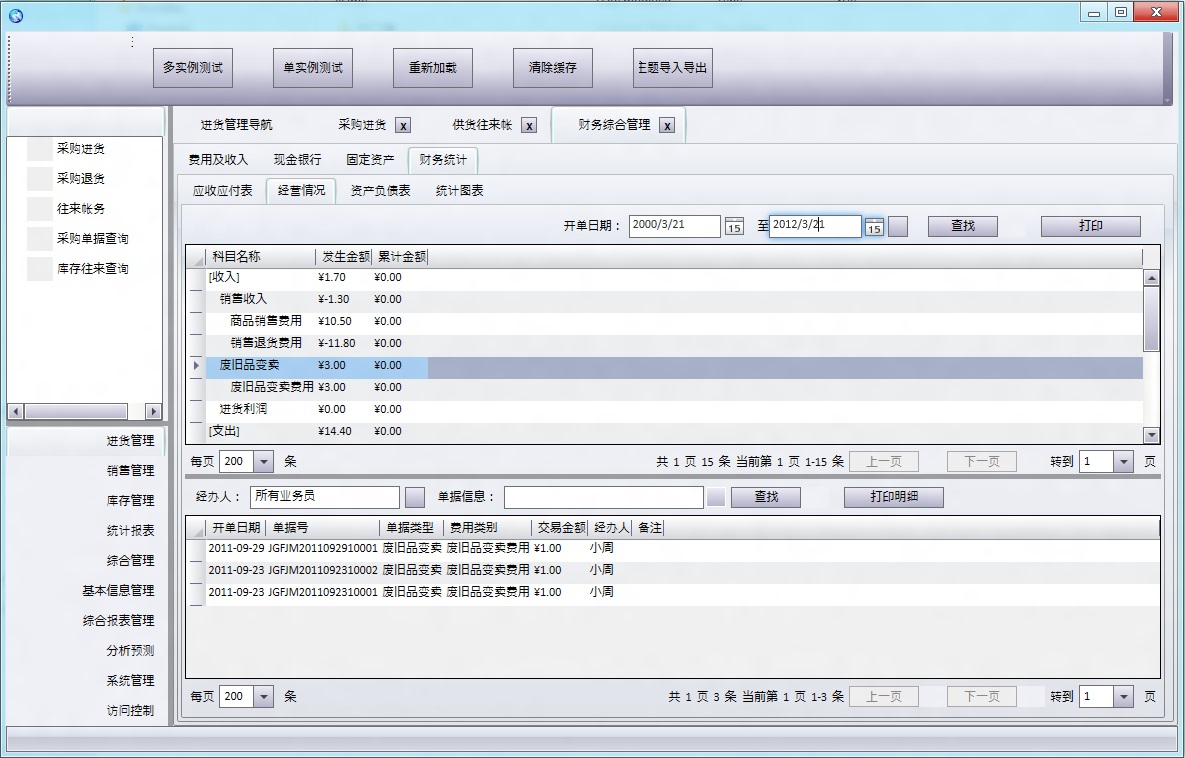 多实例测试 单实例测试 重新加载 清除缓存 主题导入导出
进货管理导航 采购进货 x 供货往来帐 x 财务综合管理 x
费用及收入 现金银行 固定资产 财务统计
应收应付表 经营情况 资产负债表 统计图表
采购进货
采购退货
往来帐务
采购单据查询
库存往来查询
进货管理
销售管理
库存管理
统计报表
综合管理
基本信息管理
综合报表管理
分析预测
系统管理
访问控制
开单日期： 2000/3/21 15 至 2012/3/21 15 查找 打印
科目名称 发生金额 累计金额
[收入] ¥1.70 ¥0.00
销售收入 ¥-1.30 ¥0.00
商品销售费用 ¥10.50 ¥0.00
销售退货费用 ¥-11.80 ¥0.00
废旧品变卖 ¥3.00 ¥0.00
废旧品变卖费用 ¥3.00 ¥0.00
进货利润 ¥0.00 ¥0.00
[支出] ¥14.40 ¥0.00
每页 200 条 共 1 页 15 条 当前第 1 页 1-15 条 上一页 下一页 转到 1 页
经办人： 所有业务员 单据信息： 查找 打印明细
开单日期 单据号 单据类型 费用类别 交易金额 经办人 备注
2011-09-29 JGFJM2011092910001 废旧品变卖 废旧品变卖费用 ¥1.00 小周
2011-09-23 JGFJM2011092310002 废旧品变卖 废旧品变卖费用 ¥1.00 小周
2011-09-23 JGFJM2011092310001 废旧品变卖 废旧品变卖费用 ¥1.00 小周
每页 200 条 共 1 页 3 条 当前第 1 页 1-3 条 上一页 下一页 转到 1 页